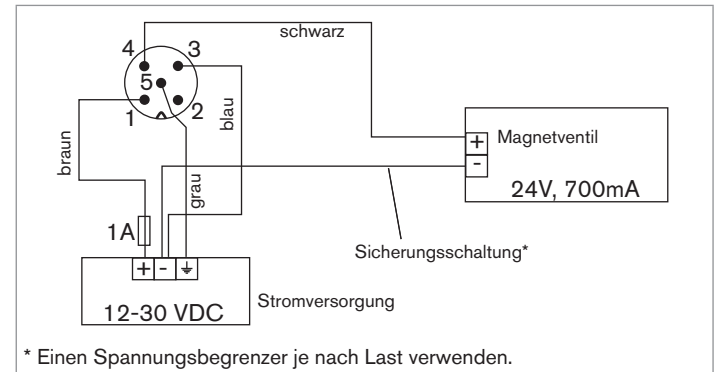 schwarz
4
3
5
1
2
braun
blau
grau
+
-
Magnetventil
24V, 700mA
1A
Sicherungsschaltung*
+
-
12-30 VDC
Stromversorgung
* Einen Spannungsbegrenzer je nach Last verwenden.